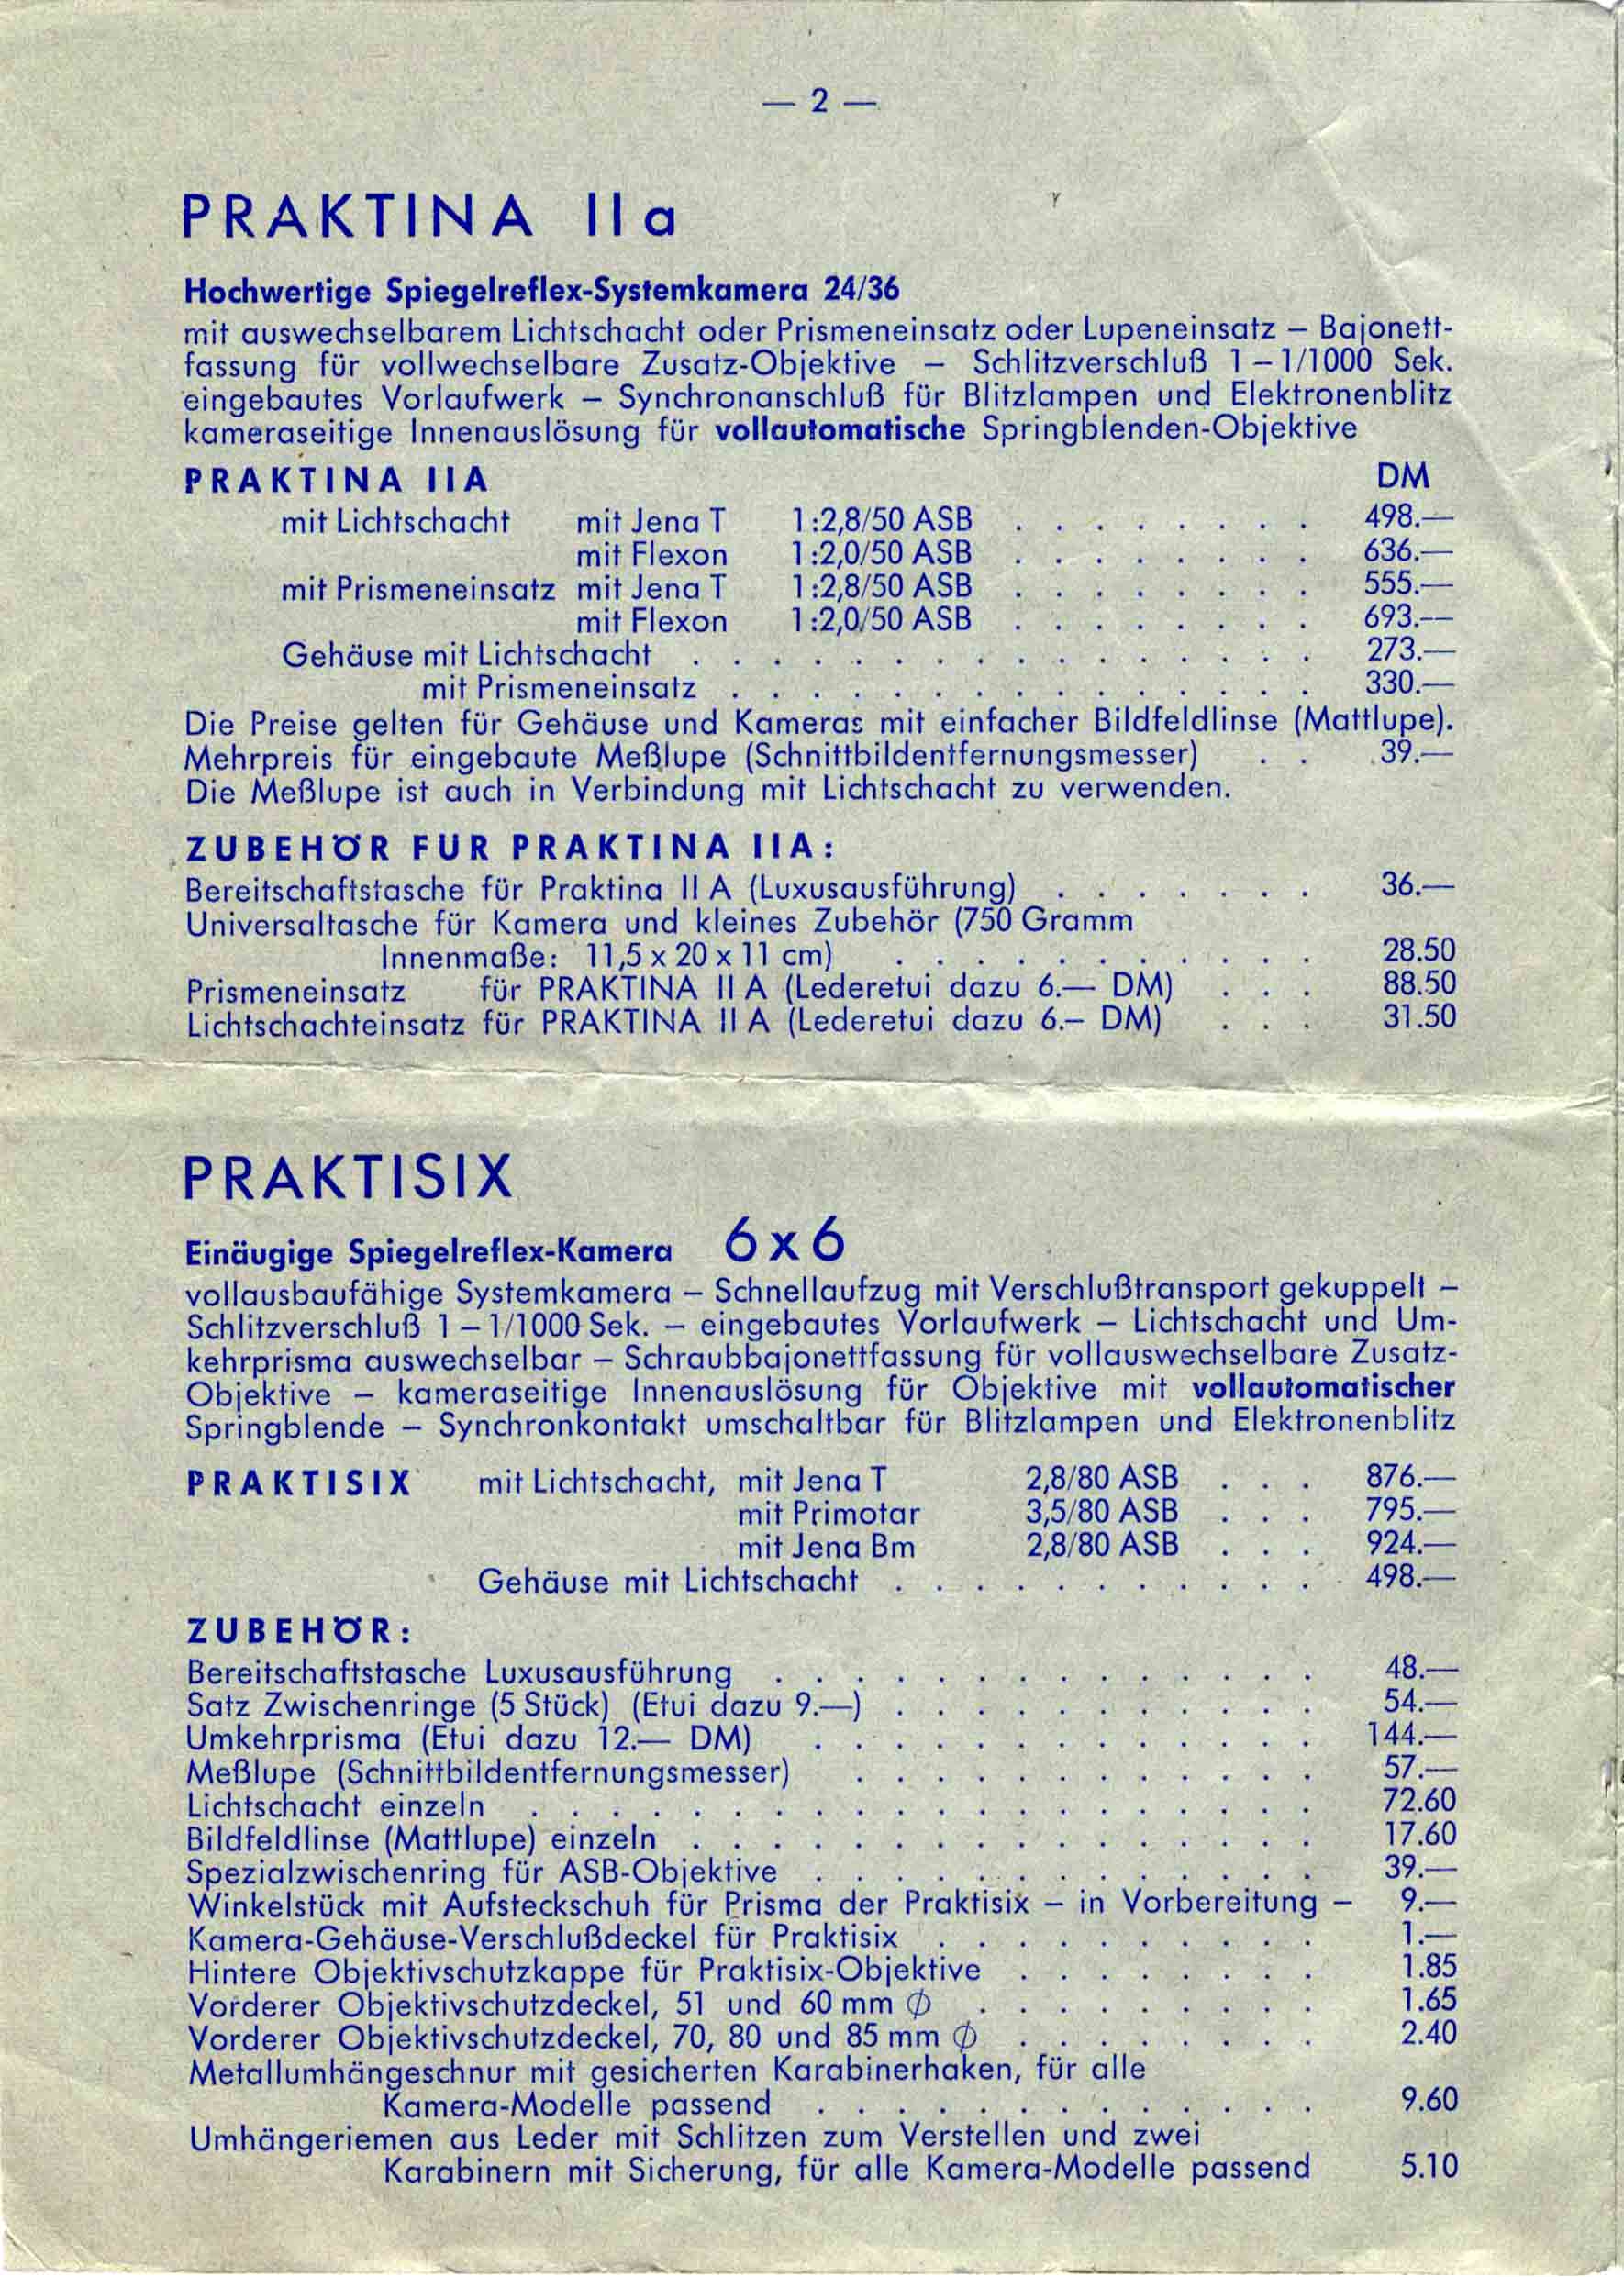 — 2 —
PRAKTINA IIa
Hochwertige Spiegelreflex-Systemkamera 24/36
mit auswechselbarem Lichtschacht oder Prismeneinsatz oder Lupeneinsatz – Bajonett-
fassung für vollwechselbare Zusatz-Objektive – Schlitzverschluß 1 – 1/1000 Sek.
eingebautes Vorlaufwerk – Synchronanschluß für Blitzlampen und Elektronenblitz
kameraseitige Innenauslösung für vollautomatische Springblenden-Objektive
PRAKTINA IIA DM
mit Lichtschacht mit Jena T 1:2,8/50 ASB . . . . . . . . 498.—
mit Flexon 1:2,0/50 ASB . . . . . . . . 636.—
mit Prismeneinsatz mit Jena T 1:2,8/50 ASB . . . . . . . . 555.—
mit Flexon 1:2,0/50 ASB . . . . . . . . 693.—
Gehäuse mit Lichtschacht . . . . . . . . . . . . . . . . 273.—
mit Prismeneinsatz . . . . . . . . . . . . . . . 330.—
Die Preise gelten für Gehäuse und Kameras mit einfacher Bildfeldlinse (Mattlupe).
Mehrpreis für eingebaute Meßlupe (Schnittbildentfernungsmesser) . . . 39.—
Die Meßlupe ist auch in Verbindung mit Lichtschacht zu verwenden.
ZUBEHÖR FÜR PRAKTINA IIA:
Bereitschaftstasche für Praktina II A (Luxusausführung) . . . . . . . 36.—
Universaltasche für Kamera und kleines Zubehör (750 Gramm
Innenmaße: 11,5 x 20 x 11 cm) . . . . . . . . . . . 28.50
Prismeneinsatz für PRAKTINA II A (Lederetui dazu 6.— DM) . . . 88.50
Lichtschachteinsatz für PRAKTINA II A (Lederetui dazu 6.– DM) . . . 31.50
PRAKTISIX
Einäugige Spiegelreflex-Kamera 6x6
vollausbaufähige Systemkamera – Schnellaufzug mit Verschlußtransport gekuppelt –
Schlitzverschluß 1 – 1/1000 Sek. – eingebautes Vorlaufwerk – Lichtschacht und Um-
kehrprisma auswechselbar – Schraubbajonettfassung für vollauswechselbare Zusatz-
Objektive – kameraseitige Innenauslösung für Objektive mit vollautomatischer
Springblende – Synchronkontakt umschaltbar für Blitzlampen und Elektronenblitz
PRAKTISIX mit Lichtschacht, mit Jena T 2,8/80 ASB . . . 876.—
mit Primotar 3,5/80 ASB . . . 795.—
mit Jena Bm 2,8/80 ASB . . . 924.—
Gehäuse mit Lichtschacht . . . . . . . . . . . 498.—
ZUBEHÖR:
Bereitschaftstasche Luxusausführung . . . . . . . . . . . . . . 48.—
Satz Zwischenringe (5 Stück) (Etui dazu 9.—) . . . . . . . . . . . 54.—
Umkehrprisma (Etui dazu 12.— DM) . . . . . . . . . . . . . 144.—
Meßlupe (Schnittbildentfernungsmesser) . . . . . . . . . . . . 57.—
Lichtschacht einzeln . . . . . . . . . . . . . . . . . . . . 72.60
Bildfeldlinse (Mattlupe) einzeln . . . . . . . . . . . . . . . . 17.60
Spezialzwischenring für ASB-Objektive . . . . . . . . . . . . . 39.—
Winkelstück mit Aufsteckschuh für Prisma der Praktisix – in Vorbereitung – 9.—
Kamera-Gehäuse-Verschlußdeckel für Praktisix . . . . . . . . . . 1.—
Hintere Objektivschutzkappe für Praktisix-Objektive . . . . . . . . 1.85
Vorderer Objektivschutzdeckel, 51 und 60 mm ∅ . . . . . . . . . 1.65
Vorderer Objektivschutzdeckel, 70, 80 und 85 mm ∅ . . . . . . . . 2.40
Metallumhängeschnur mit gesicherten Karabinerhaken, für alle
Kamera-Modelle passend . . . . . . . . . . . . . 9.60
Umhängeriemen aus Leder mit Schlitzen zum Verstellen und zwei
Karabinern mit Sicherung, für alle Kamera-Modelle passend 5.10